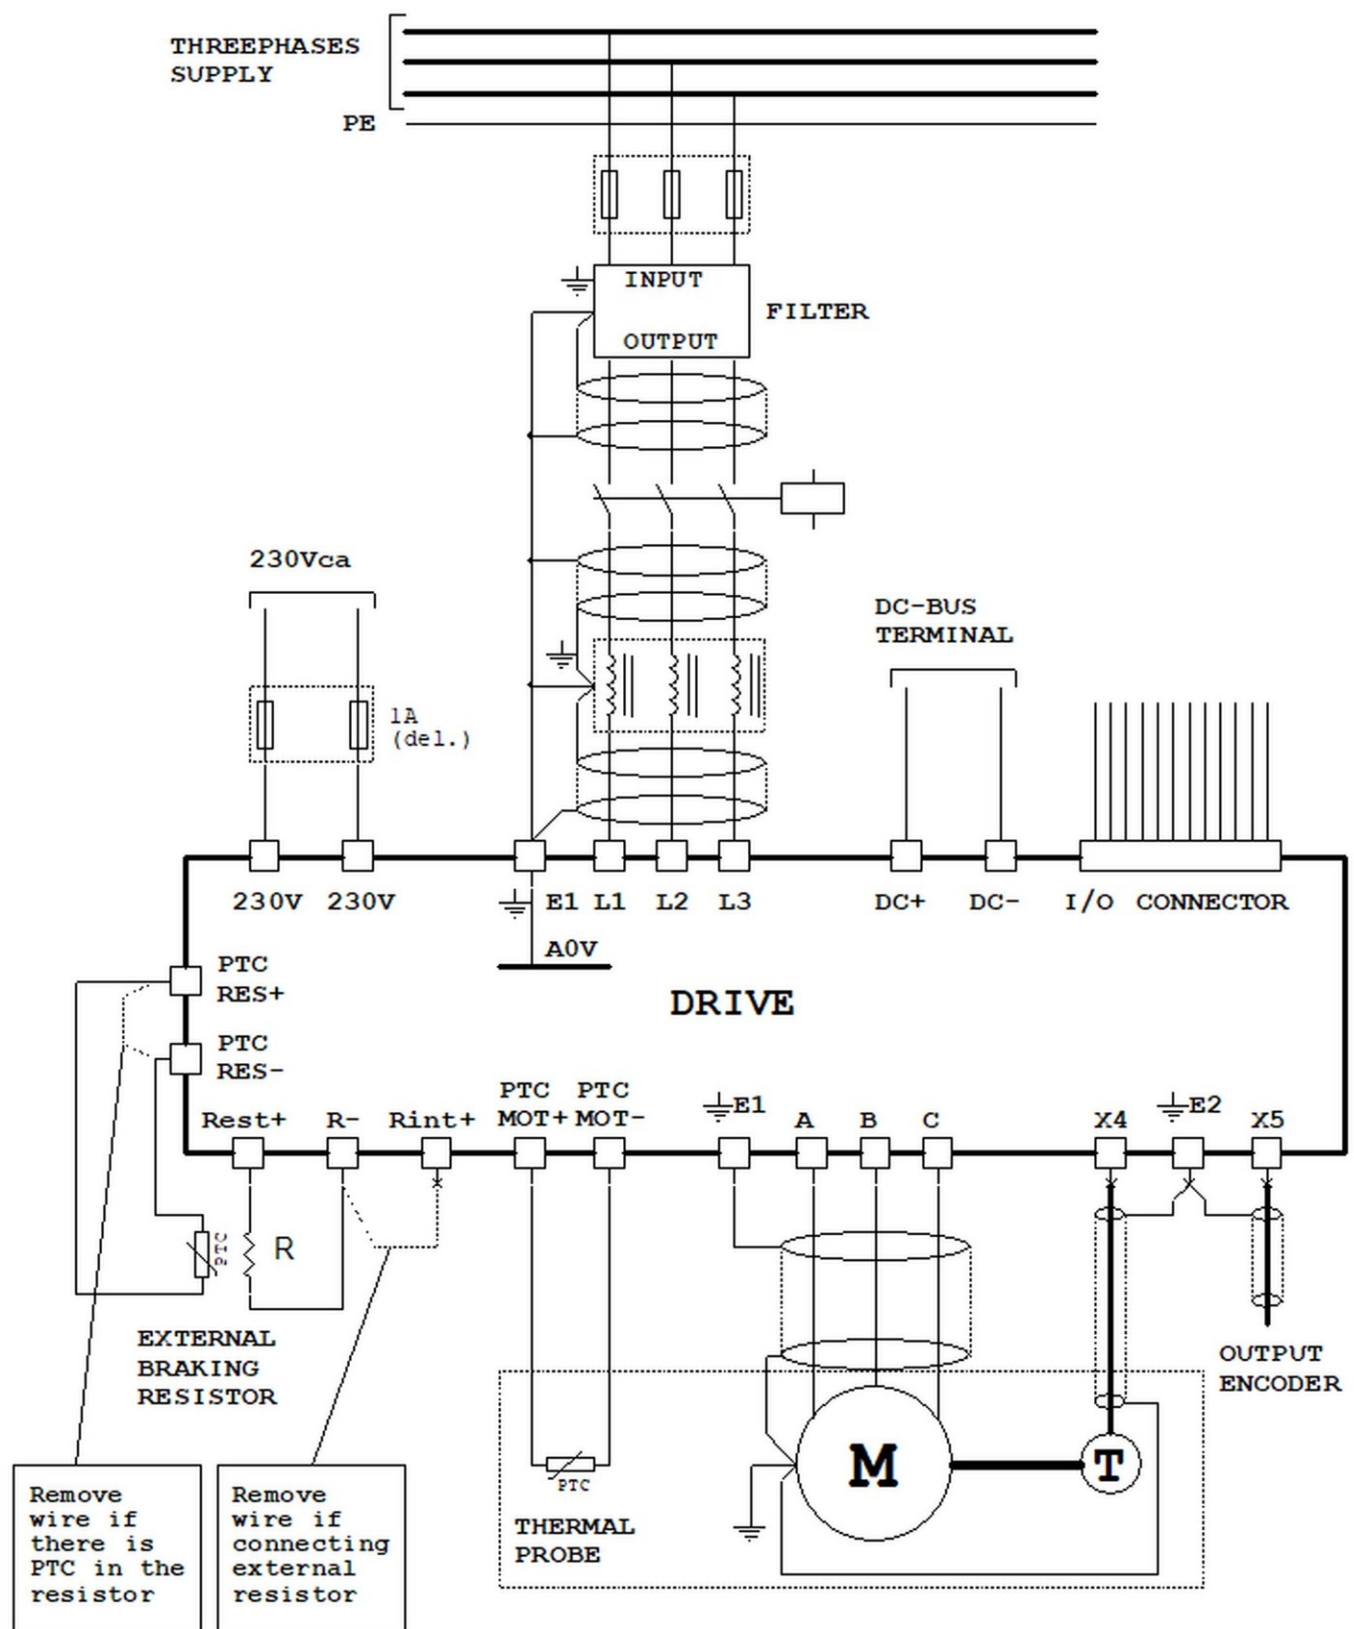 THREEPHASES
SUPPLY
PE
INPUT
FILTER
OUTPUT
230Vca
DC-BUS
TERMINAL
1A
(del.)
230V 230V E1 L1 L2 L3 DC+ DC- I/O CONNECTOR
A0V
PTC
RES+
DRIVE
PTC
RES-
PTC PTC
MOT+ MOT-
Rest+ R- Rint+ E1 A B C X4 E2 X5
PTC
R
EXTERNAL
BRAKING
RESISTOR
OUTPUT
ENCODER
M
T
PTC
THERMAL
PROBE
Remove
wire if
there is
PTC in the
resistor
Remove
wire if
connecting
external
resistor